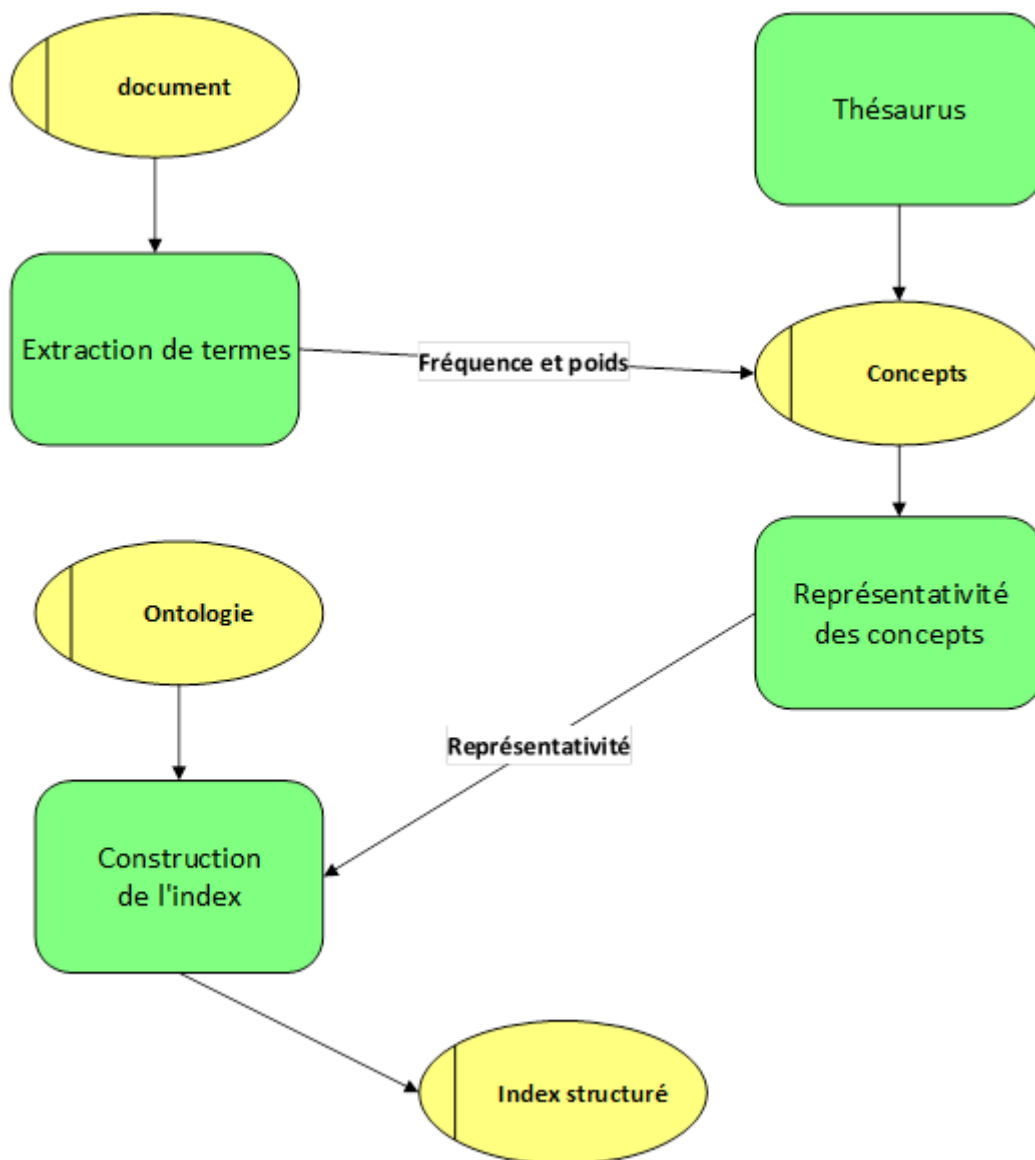 document
Thésaurus
Extraction de termes
Fréquence et poids
Concepts
Ontologie
Représentativité
des concepts
Représentativité
Construction
de l'index
Index structuré